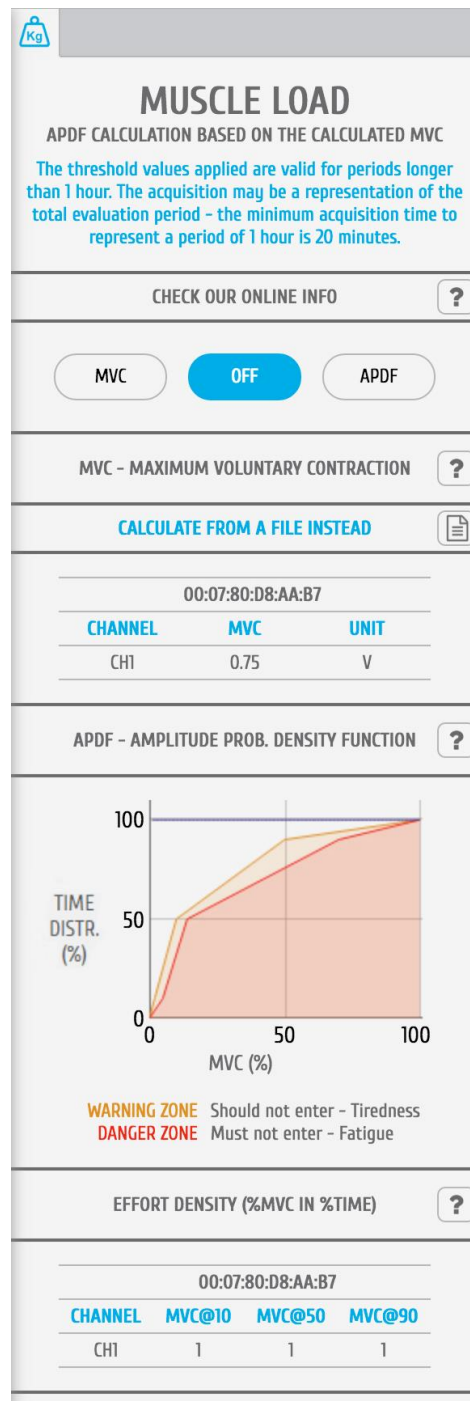 Kg
MUSCLE LOAD
APDF CALCULATION BASED ON THE CALCULATED MVC
The threshold values applied are valid for periods longer
than 1 hour. The acquisition may be a representation of the
total evaluation period - the minimum acquisition time to
represent a period of 1 hour is 20 minutes.
CHECK OUR ONLINE INFO ?
MVC OFF APDF
MVC - MAXIMUM VOLUNTARY CONTRACTION ?
CALCULATE FROM A FILE INSTEAD
00:07:80:D8:AA:B7
CHANNEL MVC UNIT
CH1 0.75 V
APDF - AMPLITUDE PROB. DENSITY FUNCTION ?
100
TIME
DISTR.
(%)
50
0
0 50 100
MVC (%)
WARNING ZONE Should not enter - Tiredness
DANGER ZONE Must not enter - Fatigue
EFFORT DENSITY (%MVC IN %TIME) ?
00:07:80:D8:AA:B7
CHANNEL MVC@10 MVC@50 MVC@90
CH1 1 1 1